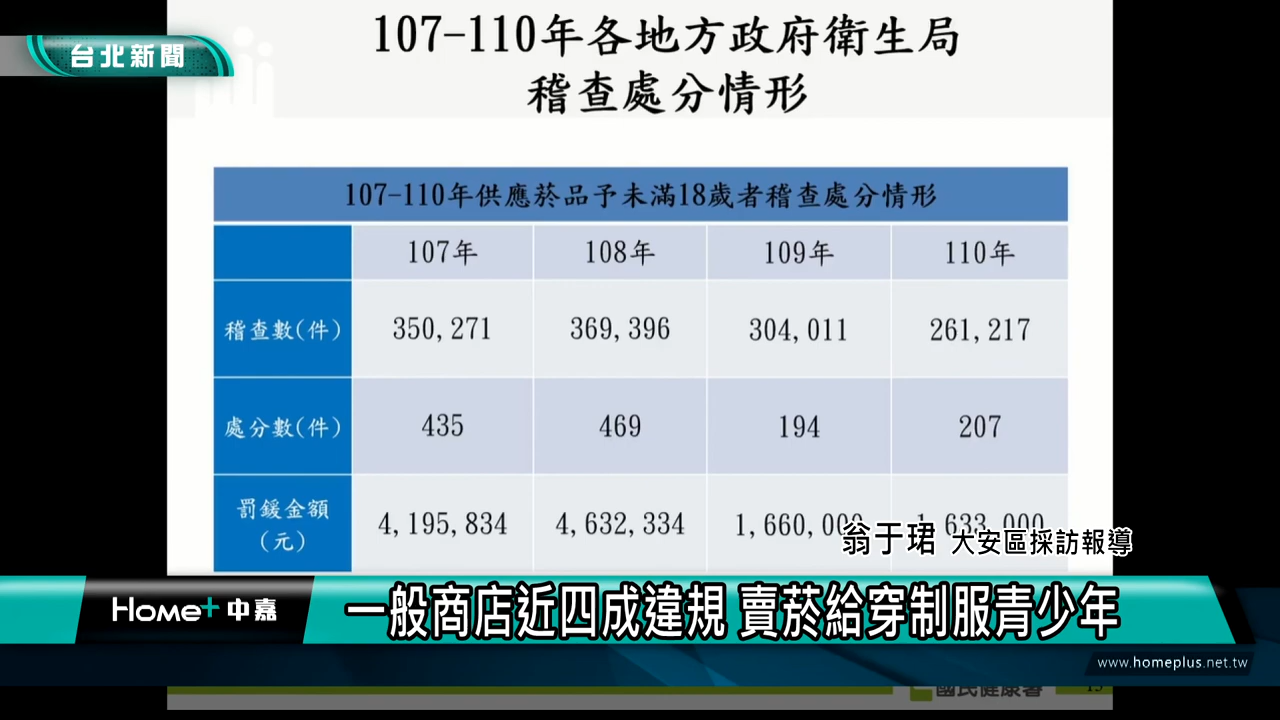 台北新聞
107-110年各地方政府衛生局
稽查處分情形
107-110年供應菸品予未滿18歲者稽查處分情形
107年 108年 109年 110年
稽查數(件) 350,271 369,396 304,011 261,217
處分數(件) 435 469 194 207
罰鍰金額(元) 4,195,834 4,632,334 1,660,000 1,633,000
翁于珺 大安區採訪報導
Home+中嘉
一般商店近四成違規 賣菸給穿制服青少年
www.homeplus.net.tw
國民健康署